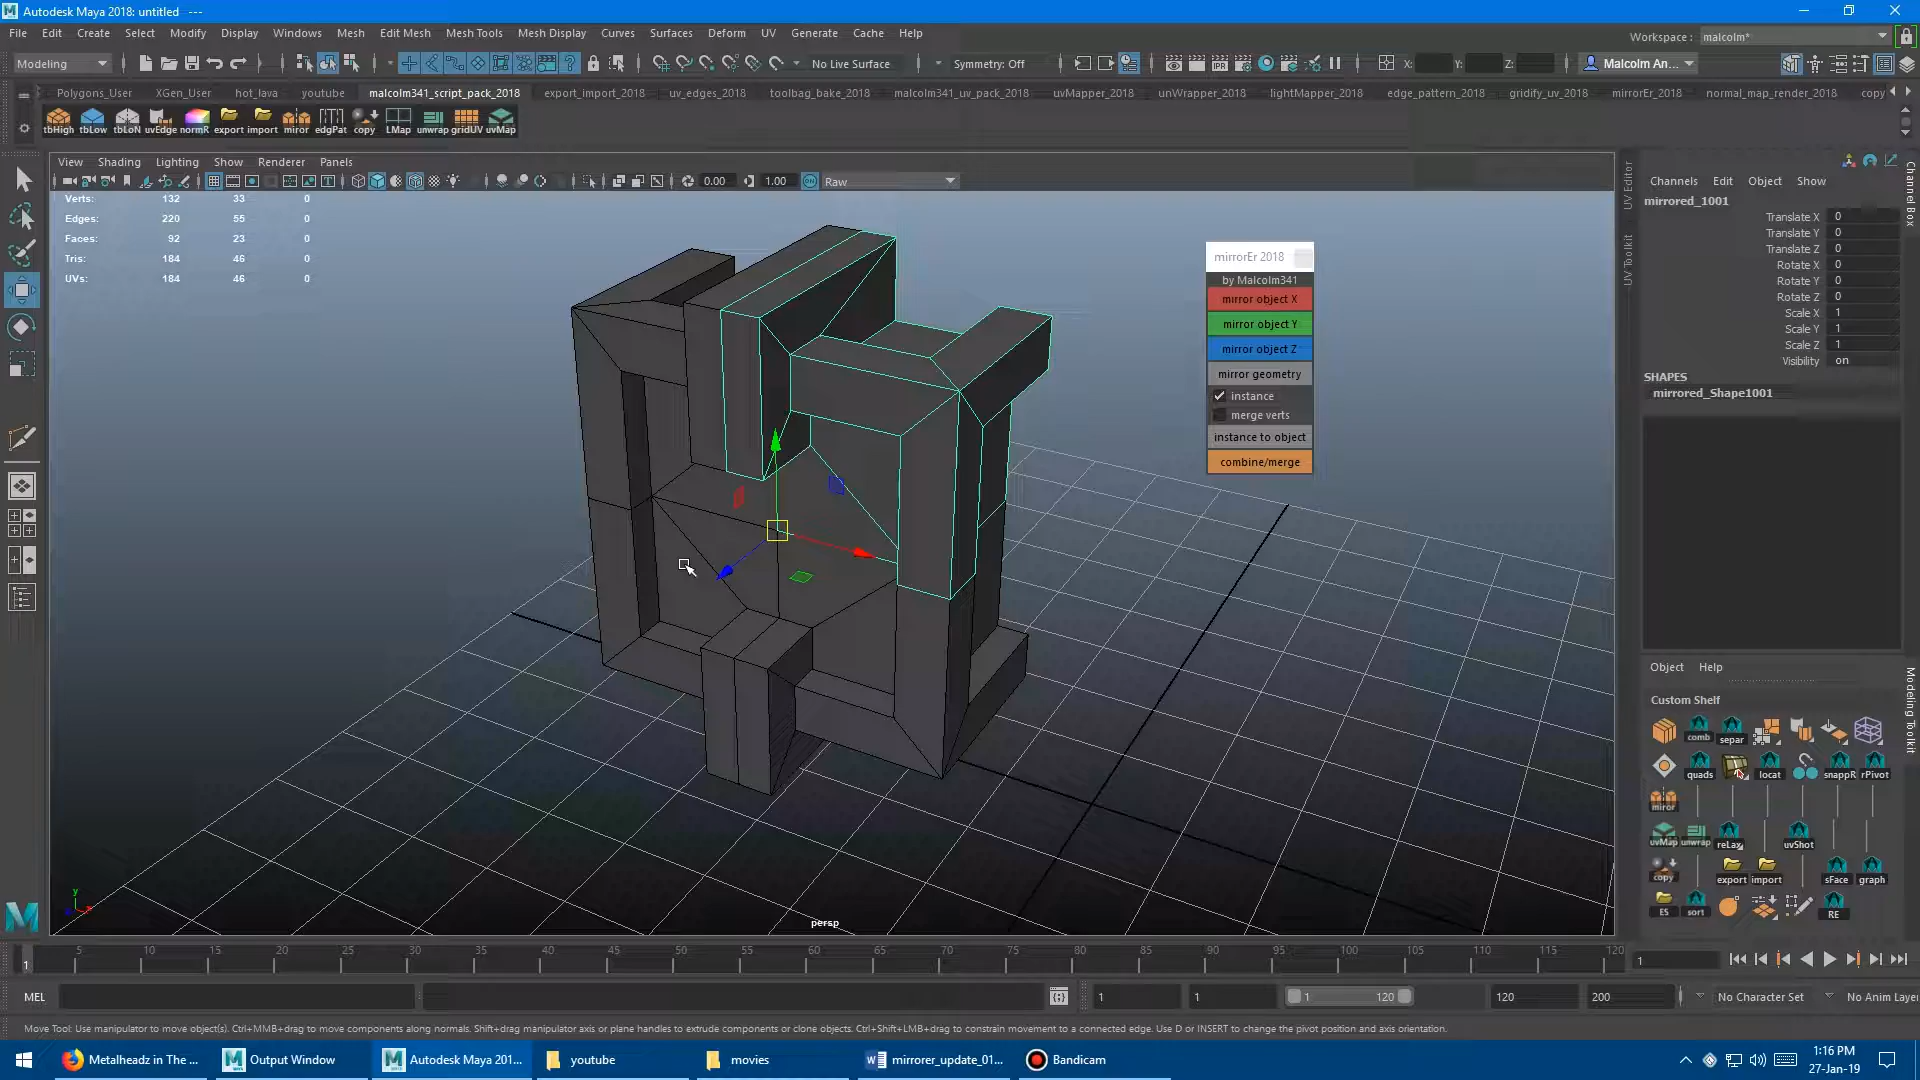 Autodesk Maya 2018: untitled   ---
File Edit Create Select Modify Display Windows Mesh Edit Mesh Mesh Tools Mesh Display Curves Surfaces Deform UV Generate Cache Help
Workspace : malcolm*
Modeling No Live Surface Symmetry: Off X: Y: Z: Malcolm An...
Polygons_User XGen_User hot_lava youtube malcolm341_script_pack_2018 export_import_2018 uv_edges_2018 toolbag_bake_2018 malcolm341_uv_pack_2018 uvMapper_2018 unWrapper_2018 lightMapper_2018 edge_pattern_2018 gridify_uv_2018 mirrorEr_2018 normal_map_render_2018 copy
tbHigh tbLow tbLoN uvEdge normR export import miror edgPat copy LMap unwrap gridUV uvMap
View Shading Lighting Show Renderer Panels
0.00 1.00 Raw
Verts: 132 33 0
Edges: 220 55 0
Faces: 92 23 0
Tris: 184 46 0
UVs: 184 46 0
mirrorEr 2018
by Malcolm341
mirror object X
mirror object Y
mirror object Z
mirror geometry
instance
merge verts
instance to object
combine/merge
persp
y
UV Editor
UV Toolkit
Channels Edit Object Show
mirrored_1001
Translate X 0
Translate Y 0
Translate Z 0
Rotate X 0
Rotate Y 0
Rotate Z 0
Scale X 1
Scale Y 1
Scale Z 1
Visibility on
SHAPES
mirrored_Shape1001
Channel Box
Modeling Toolkit
Object Help
Custom Shelf
comb separ
quads locat snappR rPivot
miror
uvMap unwrap reLax uvShot
copy export import sFace graph
ES sort RE
5 10 15 20 25 30 35 40 45 50 55 60 65 70 75 80 85 90 95 100 105 110 115 120
1 1
MEL 1 1 1 120 120 200 No Character Set No Anim Layer
Move Tool: Use manipulator to move object(s). Ctrl+MMB+drag to move components along normals. Shift+drag manipulator axis or plane handles to extrude components or clone objects. Ctrl+Shift+LMB+drag to constrain movement to a connected edge. Use D or INSERT to change the pivot position and axis orientation.
Metalheadz in The ... Output Window Autodesk Maya 201... youtube movies mirrorer_update_01... Bandicam
1:16 PM
27-Jan-19